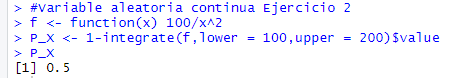 > #Variable aleatoria continua Ejercicio 2
> f <- function(x) 100/x^2
> P_X <- 1-integrate(f,lower = 100,upper = 200)$value
> P_X
[1] 0.5